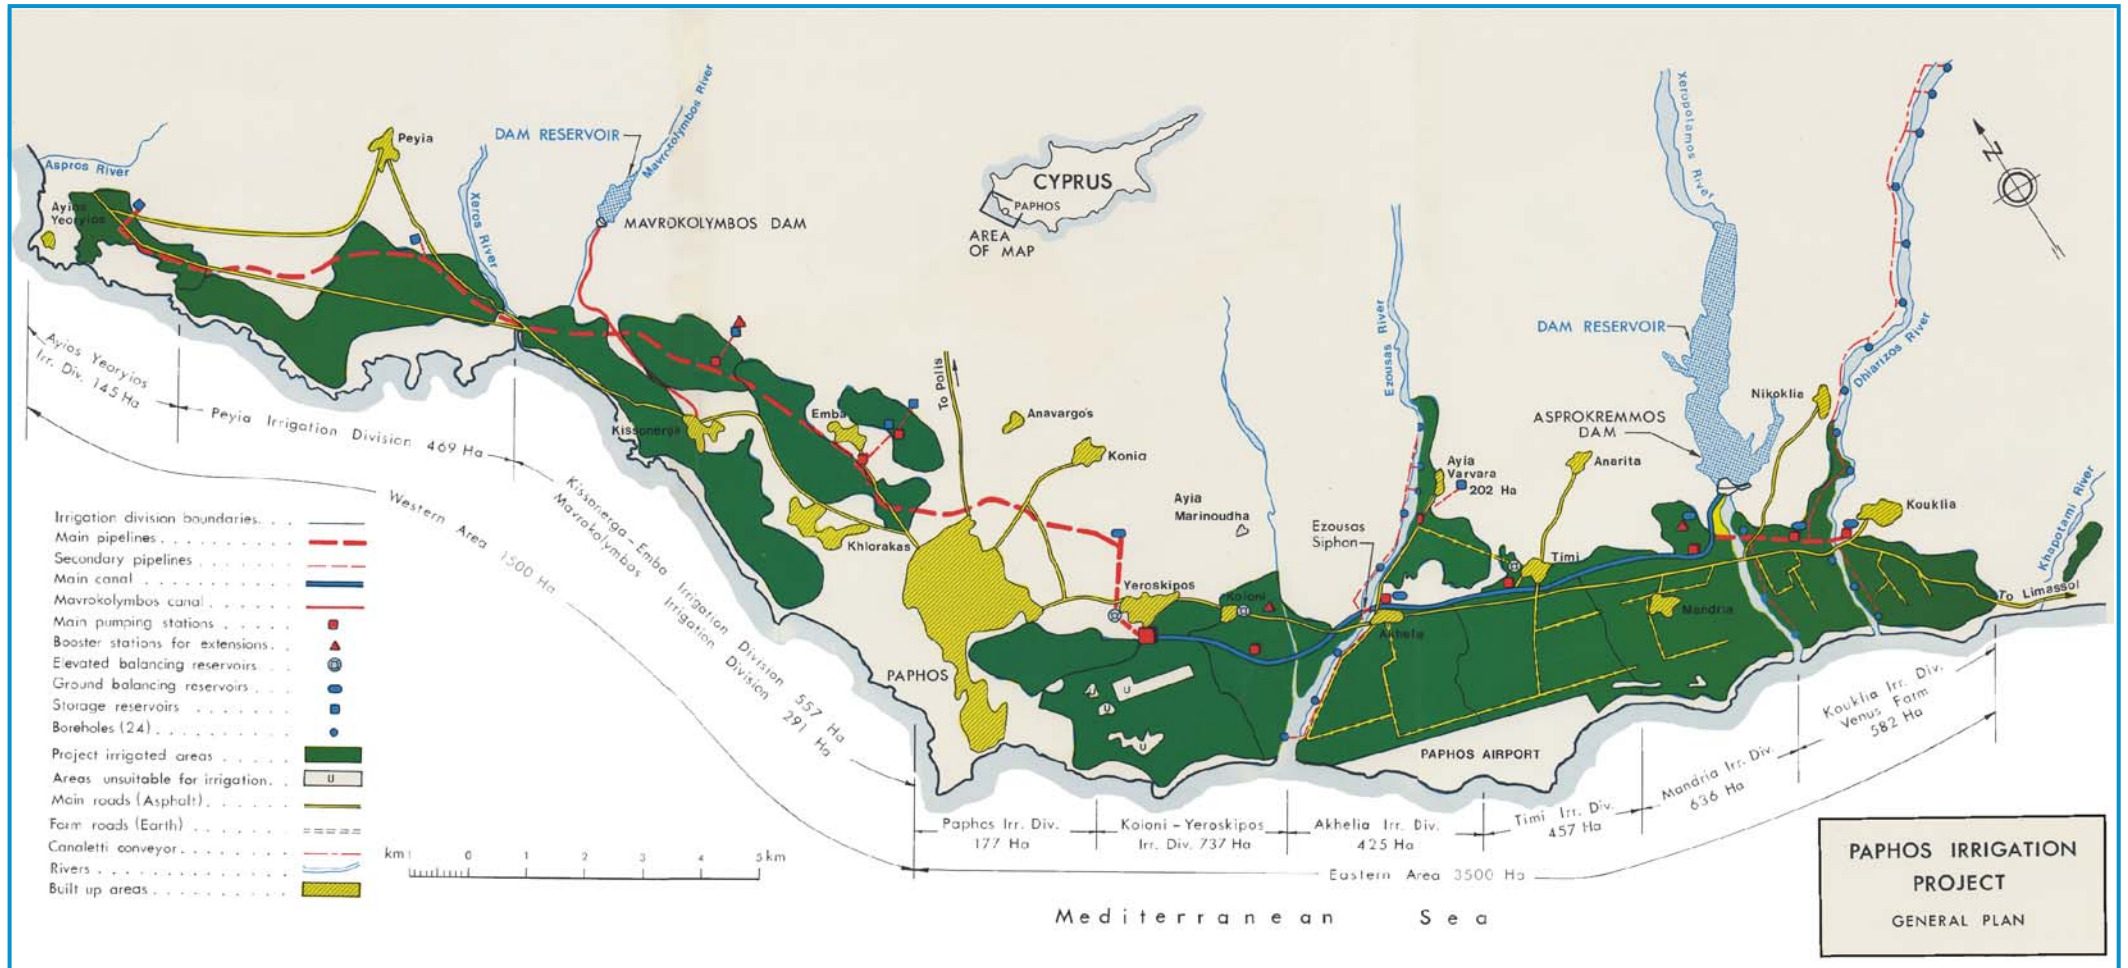 Aspros River
Ayios
Yeoryios
Peyia
Xeros River
DAM RESERVOIR
Mavrokolymbos River
MAVROKOLYMBOS DAM
CYPRUS
PAPHOS
AREA
OF MAP
Kissonerga
Emba
Khlorakas
To Polis
Anavargo's
Konia
Ayia
Marinoudha
Yeroskipos
Koloni
PAPHOS
Ezousas River
Ezousas
Siphon
Ayia
Varvara
202 Ha
Akhelia
Timi
Anarita
DAM RESERVOIR
ASPROKREMMOS
DAM
Xeropotamos River
Nikoklia
Dhiarizos River
Kouklia
Mandria
Khapotami River
To Limassol
PAPHOS AIRPORT
N
Ayios Yeoryios
Irr. Div. 145 Ha
Peyia Irrigation Division 469 Ha
Western Area 1500 Ha
Kissonerga-Emba Irrigation Division 557 Ha
Mavrokolymbos Irrigation Division 291 Ha
Paphos Irr. Div.
177 Ha
Koloni-Yeroskipos
Irr. Div. 737 Ha
Akhelia Irr. Div.
425 Ha
Timi Irr. Div.
457 Ha
Mandria Irr. Div.
636 Ha
Kouklia Irr. Div.
Venus Farm
582 Ha
Eastern Area 3500 Ha
Mediterranean Sea
U
U
U
Irrigation division boundaries. . . .
Main pipelines . . . . . . . . . . . . .
Secondary pipelines . . . . . . . .
Main canal . . . . . . . . . . . . .
Mavrokolymbos canal . . . . . . .
Main pumping stations . . . . .
Booster stations for extensions. .
Elevated balancing reservoirs. . .
Ground balancing reservoirs . . .
Storage reservoirs . . . . . . .
Boreholes (24). . . . . . . . . . .
Project irrigated areas . . . . . .
Areas unsuitable for irrigation. . U
Main roads (Asphalt). . . . . . .
Farm roads (Earth) . . . . . . .
Canaletti conveyor. . . . . . . .
Rivers . . . . . . . . . . . . . . .
Built up areas. . . . . . . . . . .
km 1 0 1 2 3 4 5 km
PAPHOS IRRIGATION
PROJECT
GENERAL PLAN